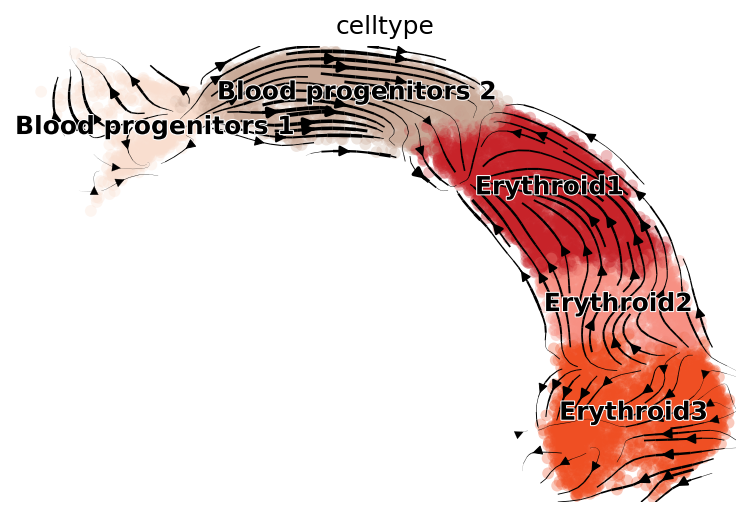 celltype
Blood progenitors 2
Blood progenitors 1
Erythroid1
Erythroid2
Erythroid3